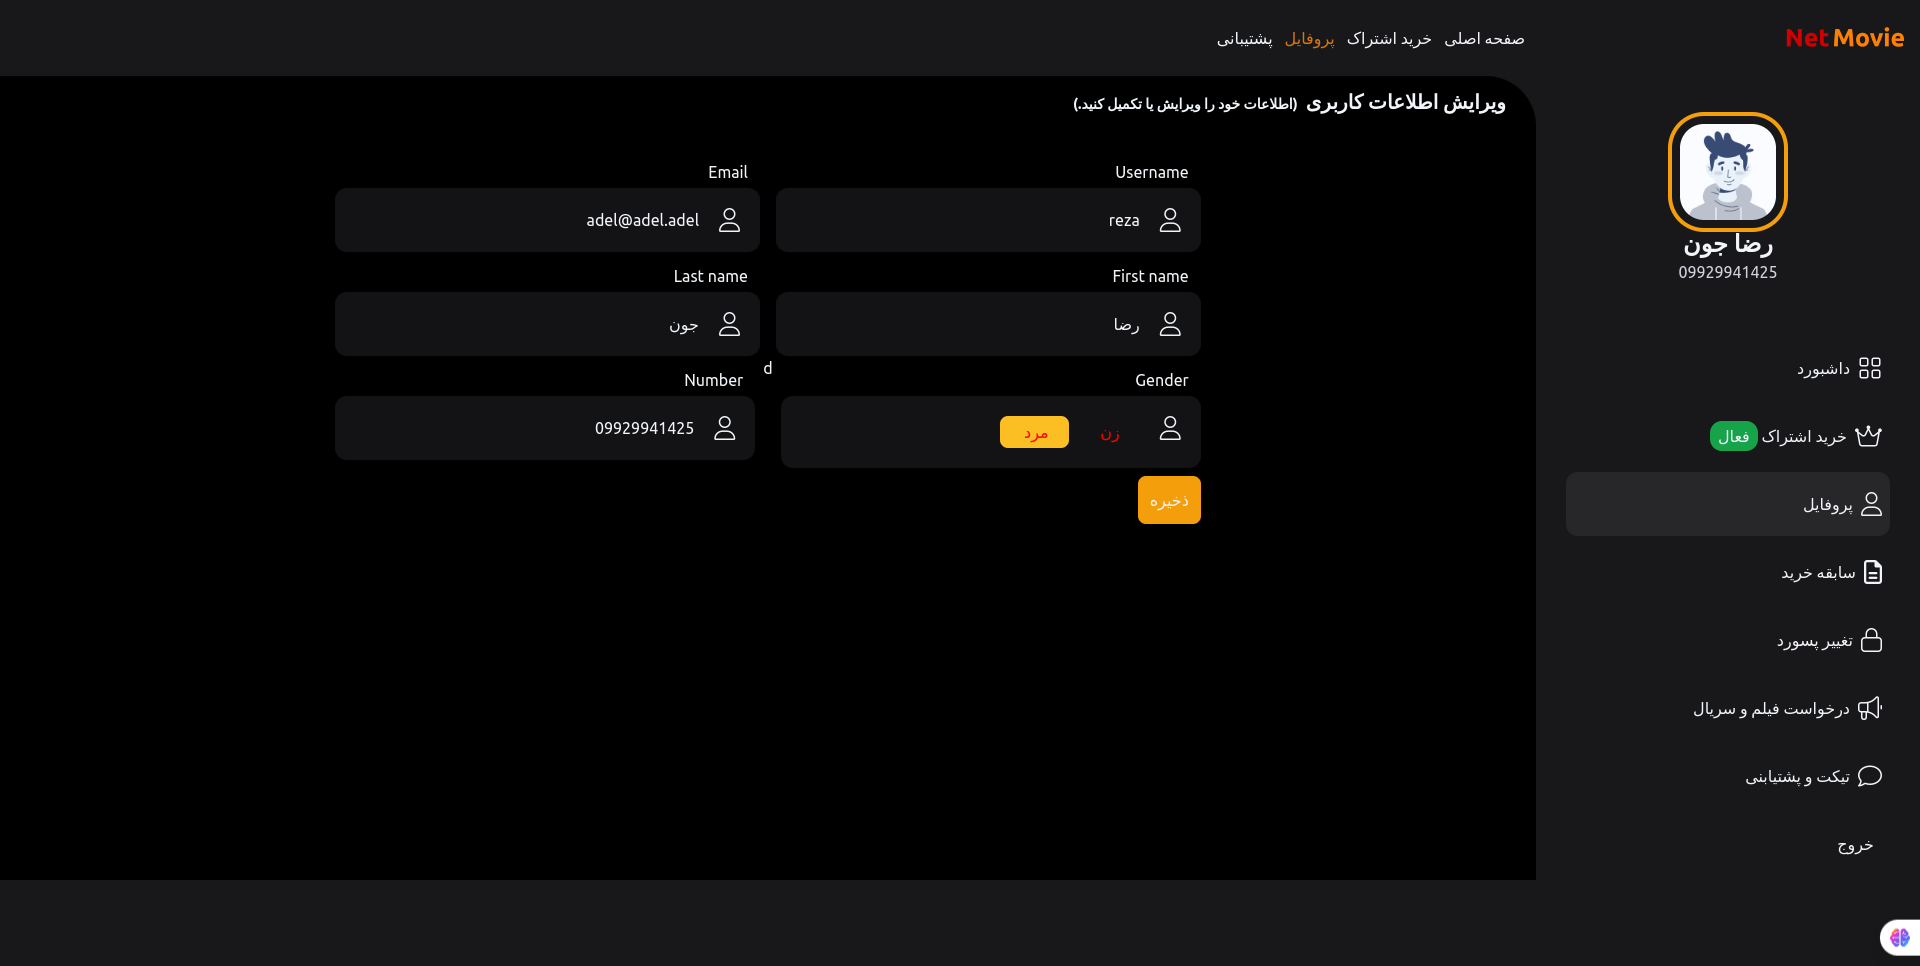 Net Movie
صفحه اصلی خرید اشتراک پروفایل پشتیبانی
رضا جون
09929941425
داشبورد
خرید اشتراک فعال
پروفایل
سابقه خرید
تغییر پسورد
درخواست فیلم و سریال
تیکت و پشتیابنی
خروج
ویرایش اطلاعات کاربری (اطلاعات خود را ویرایش یا تکمیل کنید.)
Username
reza
Email
adel@adel.adel
First name
رضا
Last name
جون
d
Gender
زن مرد
Number
09929941425
ذخیره